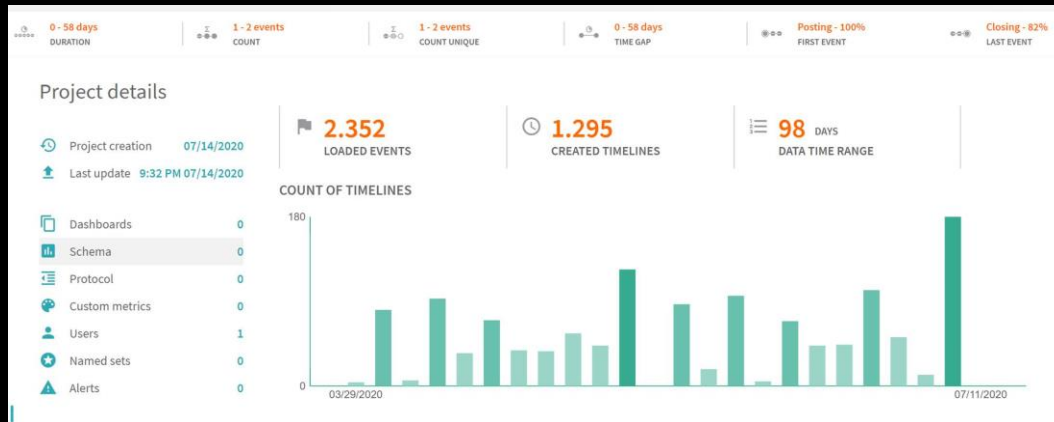 0 - 58 days
DURATION
1 - 2 events
COUNT
1 - 2 events
COUNT UNIQUE
0 - 58 days
TIME GAP
Posting - 100%
FIRST EVENT
Closing - 82%
LAST EVENT
Project details
Project creation 07/14/2020
Last update 9:32 PM 07/14/2020
Dashboards 0
Schema 0
Protocol 0
Custom metrics 0
Users 1
Named sets 0
Alerts 0
2.352
LOADED EVENTS
1.295
CREATED TIMELINES
98 DAYS
DATA TIME RANGE
COUNT OF TIMELINES
180
0
03/29/2020 07/11/2020